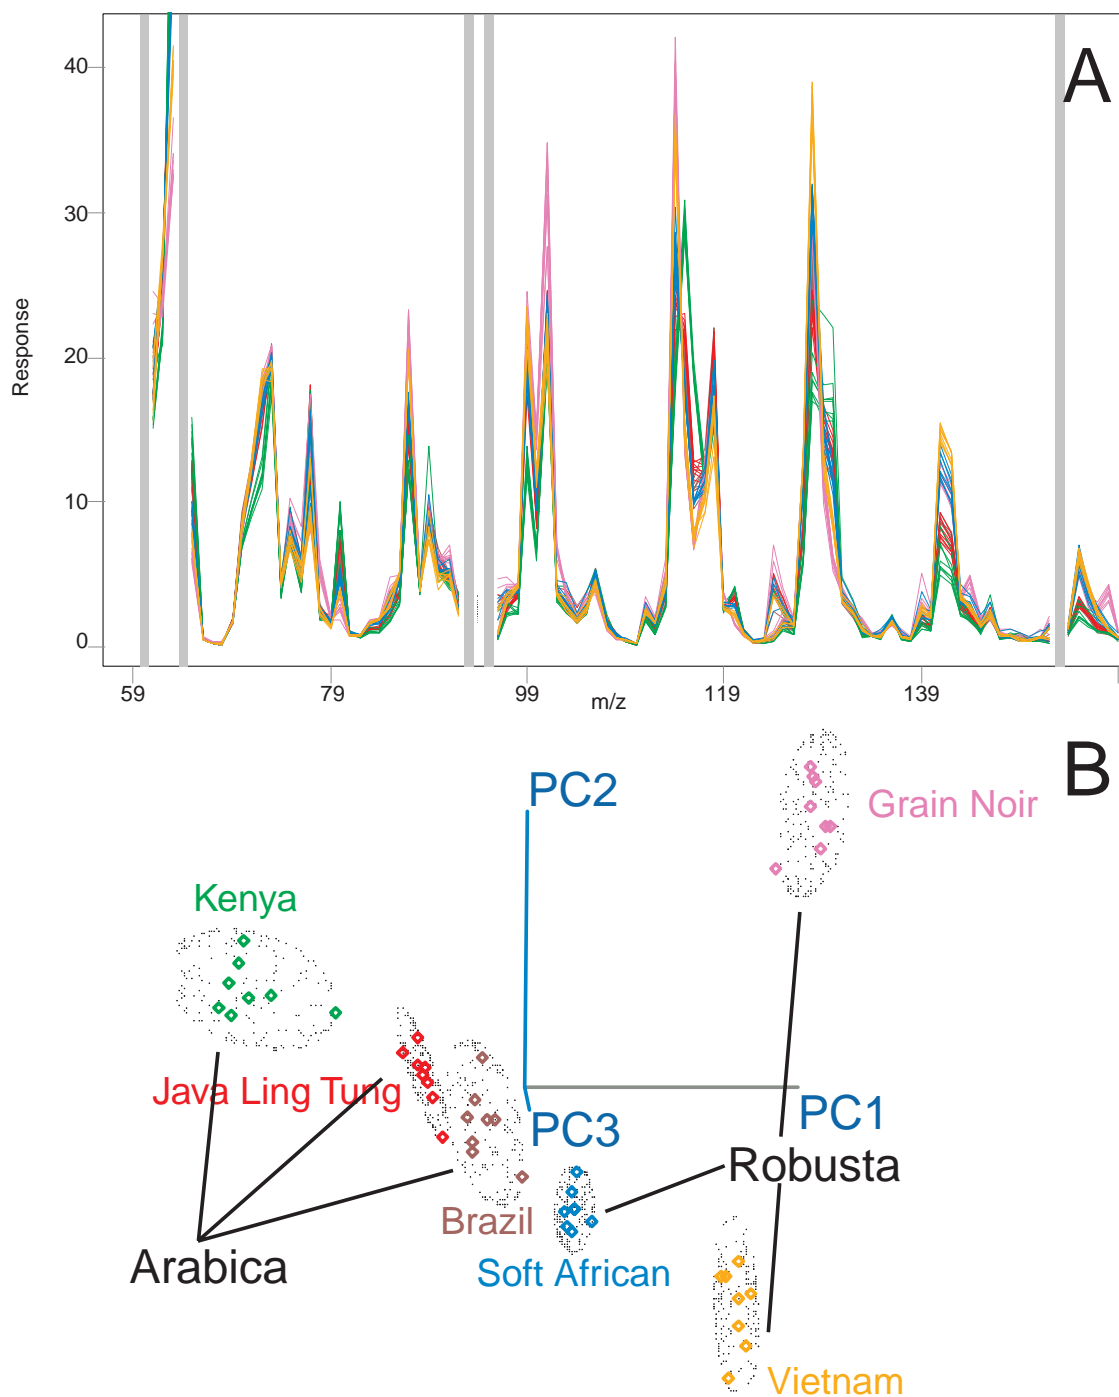 A
40
30
20
10
0
Response
59
79
99
119
139
m/z
B
PC2
Grain Noir
Kenya
Java Ling Tung
PC1
PC3
Robusta
Brazil
Arabica
Soft African
Vietnam